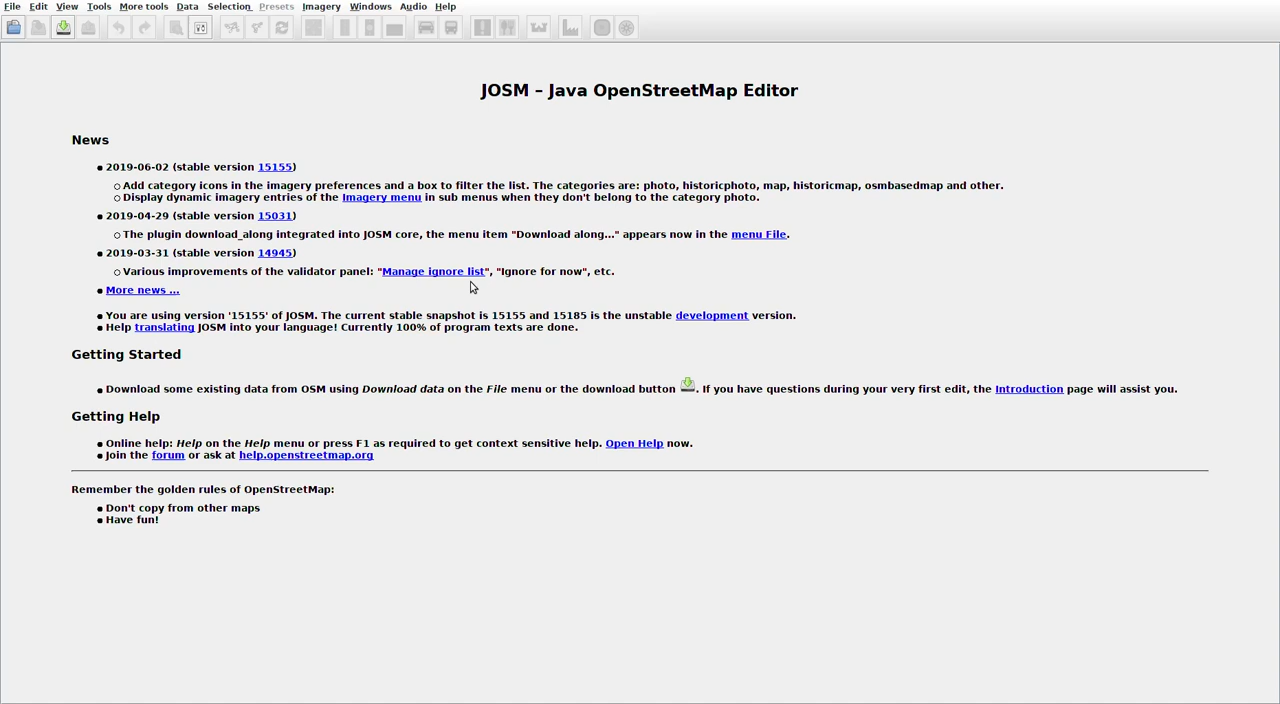 File Edit View Tools More tools Data Selection Presets Imagery Windows Audio Help
JOSM – Java OpenStreetMap Editor
News
2019-06-02 (stable version 15155)
Add category icons in the imagery preferences and a box to filter the list. The categories are: photo, historicphoto, map, historicmap, osmbasedmap and other.
Display dynamic imagery entries of the Imagery menu in sub menus when they don't belong to the category photo.
2019-04-29 (stable version 15031)
The plugin download_along integrated into JOSM core, the menu item "Download along..." appears now in the menu File.
2019-03-31 (stable version 14945)
Various improvements of the validator panel: "Manage ignore list", "Ignore for now", etc.
More news ...
You are using version '15155' of JOSM. The current stable snapshot is 15155 and 15185 is the unstable development version.
Help translating JOSM into your language! Currently 100% of program texts are done.
Getting Started
Download some existing data from OSM using Download data on the File menu or the download button . If you have questions during your very first edit, the Introduction page will assist you.
Getting Help
Online help: Help on the Help menu or press F1 as required to get context sensitive help. Open Help now.
Join the forum or ask at help.openstreetmap.org
Remember the golden rules of OpenStreetMap:
Don't copy from other maps
Have fun!